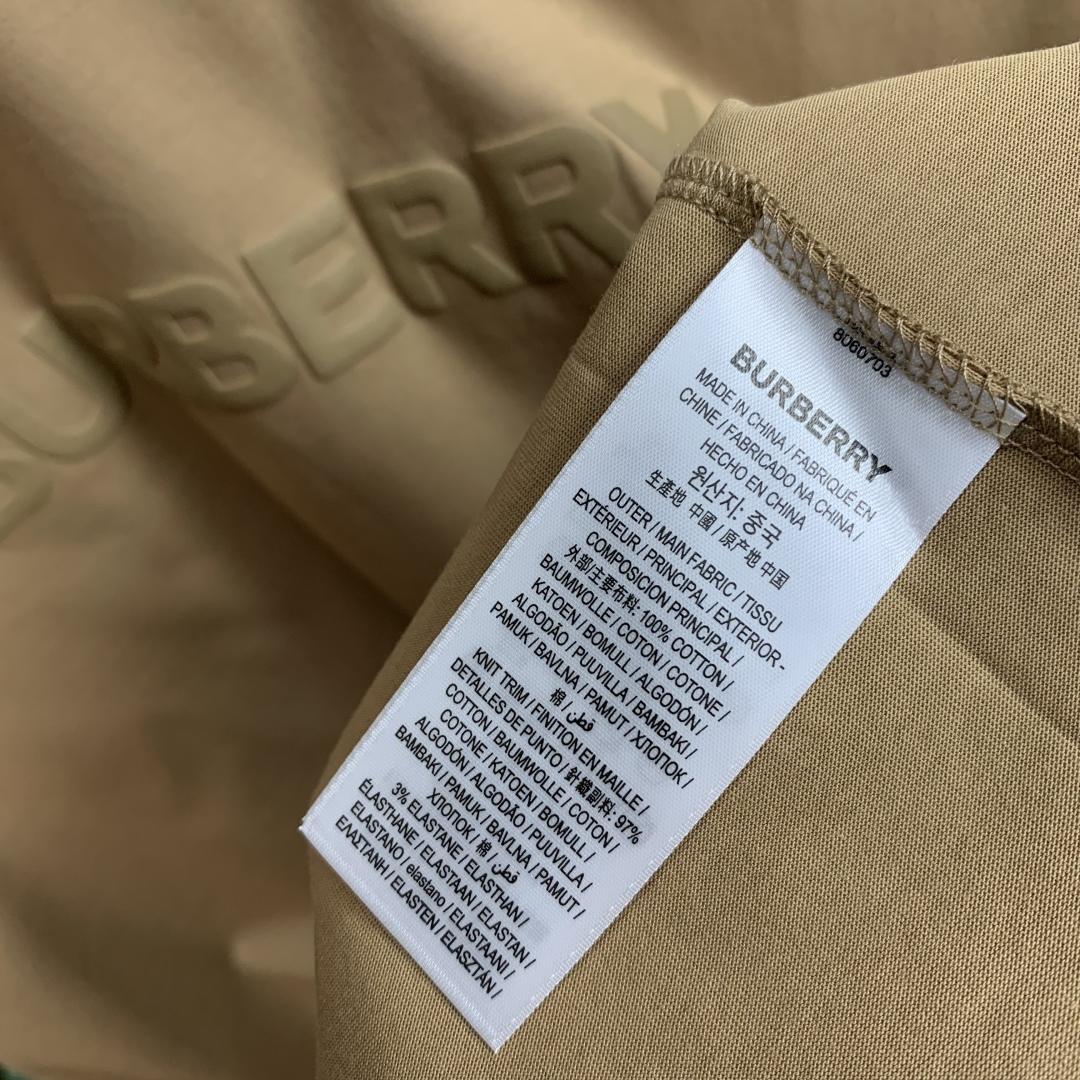 BURBERRY
8060703
BURBERRY
MADE IN CHINA / FABRIQUÉ EN
CHINE / FABRICADO NA CHINA /
HECHO EN CHINA
원산지: 중국
生産地 中國 / 原产地 中国
OUTER / MAIN FABRIC / TISSU
EXTÉRIEUR / PRINCIPAL / EXTERIOR-
COMPOSICION PRINCIPAL /
外部/主要布料: 100% COTTON /
BAUMWOLLE / COTON / COTONE /
KATOEN / BOMULL / ALGODÓN /
ALGODÃO / PUUVILLA / BAMBAKI /
PAMUK / BAVLNA / PAMUT / ХЛОПОК /
棉 / قطن
KNIT TRIM / FINITION EN MAILLE /
DETALLES DE PUNTO / 針織副料: 97%
COTTON / BAUMWOLLE / COTON /
COTONE / KATOEN / BOMULL /
ALGODÓN / ALGODÃO / PUUVILLA /
BAMBAKI / PAMUK / BAVLNA / PAMUT /
ХЛОПОК / 棉 / قطن
3% ELASTANE / ELASTHAN /
ÉLASTHANE / ELASTAAN / ELASTAN /
ELASTANO / elastano / ELASTAANI /
ΕΛΑΣΤΑΝΗ / ELASTEN / ELASZTÁN /